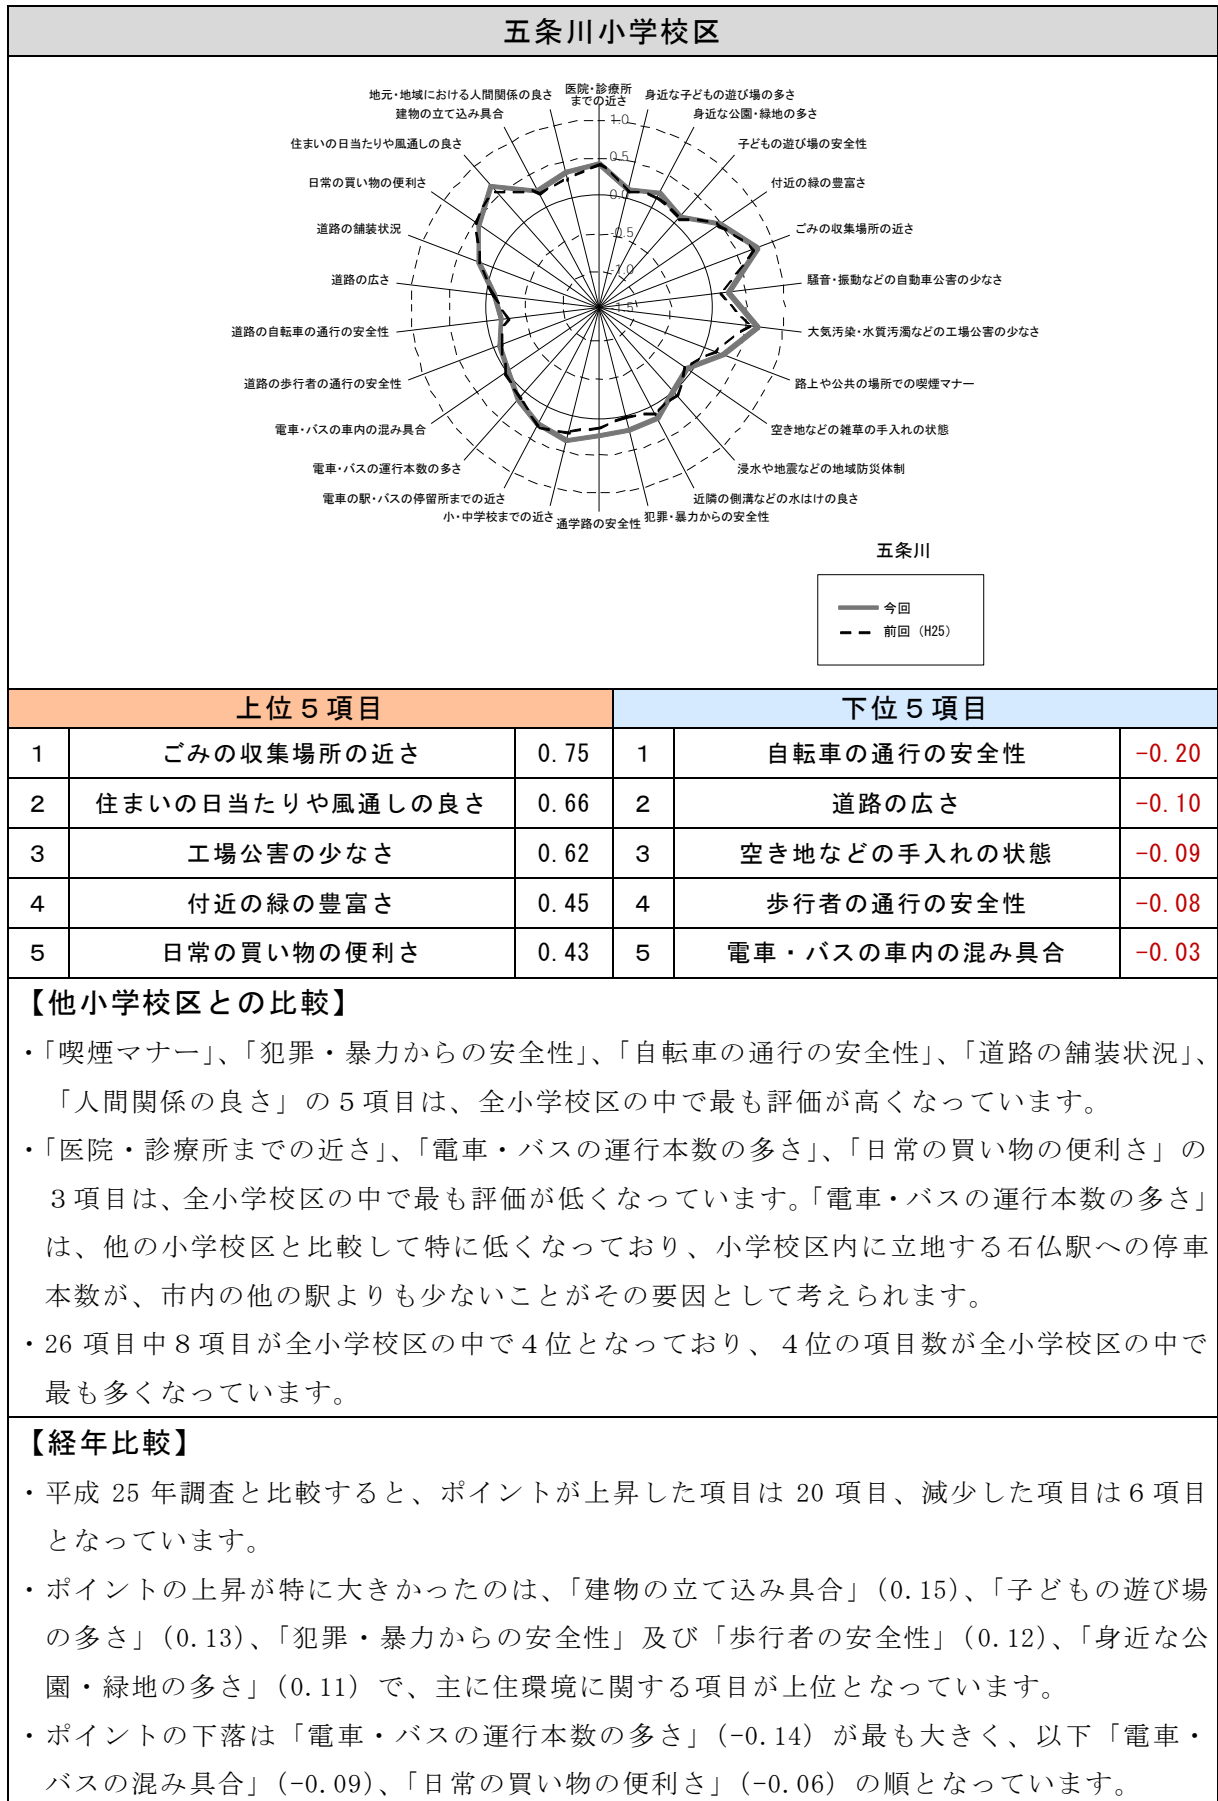 五条川小学校区
医院・診療所
までの近さ
身近な子どもの遊び場の多さ
身近な公園・緑地の多さ
子どもの遊び場の安全性
付近の緑の豊富さ
ごみの収集場所の近さ
騒音・振動などの自動車公害の少なさ
大気汚染・水質汚濁などの工場公害の少なさ
路上や公共の場所での喫煙マナー
空き地などの雑草の手入れの状態
浸水や地震などの地域防災体制
近隣の側溝などの水はけの良さ
犯罪・暴力からの安全性
通学路の安全性
小・中学校までの近さ
電車の駅・バスの停留所までの近さ
電車・バスの運行本数の多さ
電車・バスの車内の混み具合
道路の歩行者の通行の安全性
道路の自転車の通行の安全性
道路の広さ
道路の舗装状況
日常の買い物の便利さ
住まいの日当たりや風通しの良さ
建物の立て込み具合
地元・地域における人間関係の良さ
1.0
0.5
0.0
-0.5
-1.0
-1.5
五条川
今回
前回（H25）
上位５項目 下位５項目
1 ごみの収集場所の近さ 0.75 1 自転車の通行の安全性 -0.20
2 住まいの日当たりや風通しの良さ 0.66 2 道路の広さ -0.10
3 工場公害の少なさ 0.62 3 空き地などの手入れの状態 -0.09
4 付近の緑の豊富さ 0.45 4 歩行者の通行の安全性 -0.08
5 日常の買い物の便利さ 0.43 5 電車・バスの車内の混み具合 -0.03
【他小学校区との比較】
・「喫煙マナー」、「犯罪・暴力からの安全性」、「自転車の通行の安全性」、「道路の舗装状況」、
「人間関係の良さ」の５項目は、全小学校区の中で最も評価が高くなっています。
・「医院・診療所までの近さ」、「電車・バスの運行本数の多さ」、「日常の買い物の便利さ」の
３項目は、全小学校区の中で最も評価が低くなっています。「電車・バスの運行本数の多さ」
は、他の小学校区と比較して特に低くなっており、小学校区内に立地する石仏駅への停車
本数が、市内の他の駅よりも少ないことがその要因として考えられます。
・26 項目中８項目が全小学校区の中で４位となっており、４位の項目数が全小学校区の中で
最も多くなっています。
【経年比較】
・平成 25 年調査と比較すると、ポイントが上昇した項目は 20 項目、減少した項目は６項目
となっています。
・ポイントの上昇が特に大きかったのは、「建物の立て込み具合」(0.15)、「子どもの遊び場
の多さ」(0.13)、「犯罪・暴力からの安全性」及び「歩行者の安全性」(0.12)、「身近な公
園・緑地の多さ」(0.11) で、主に住環境に関する項目が上位となっています。
・ポイントの下落は「電車・バスの運行本数の多さ」(-0.14) が最も大きく、以下「電車・
バスの混み具合」(-0.09)、「日常の買い物の便利さ」(-0.06) の順となっています。